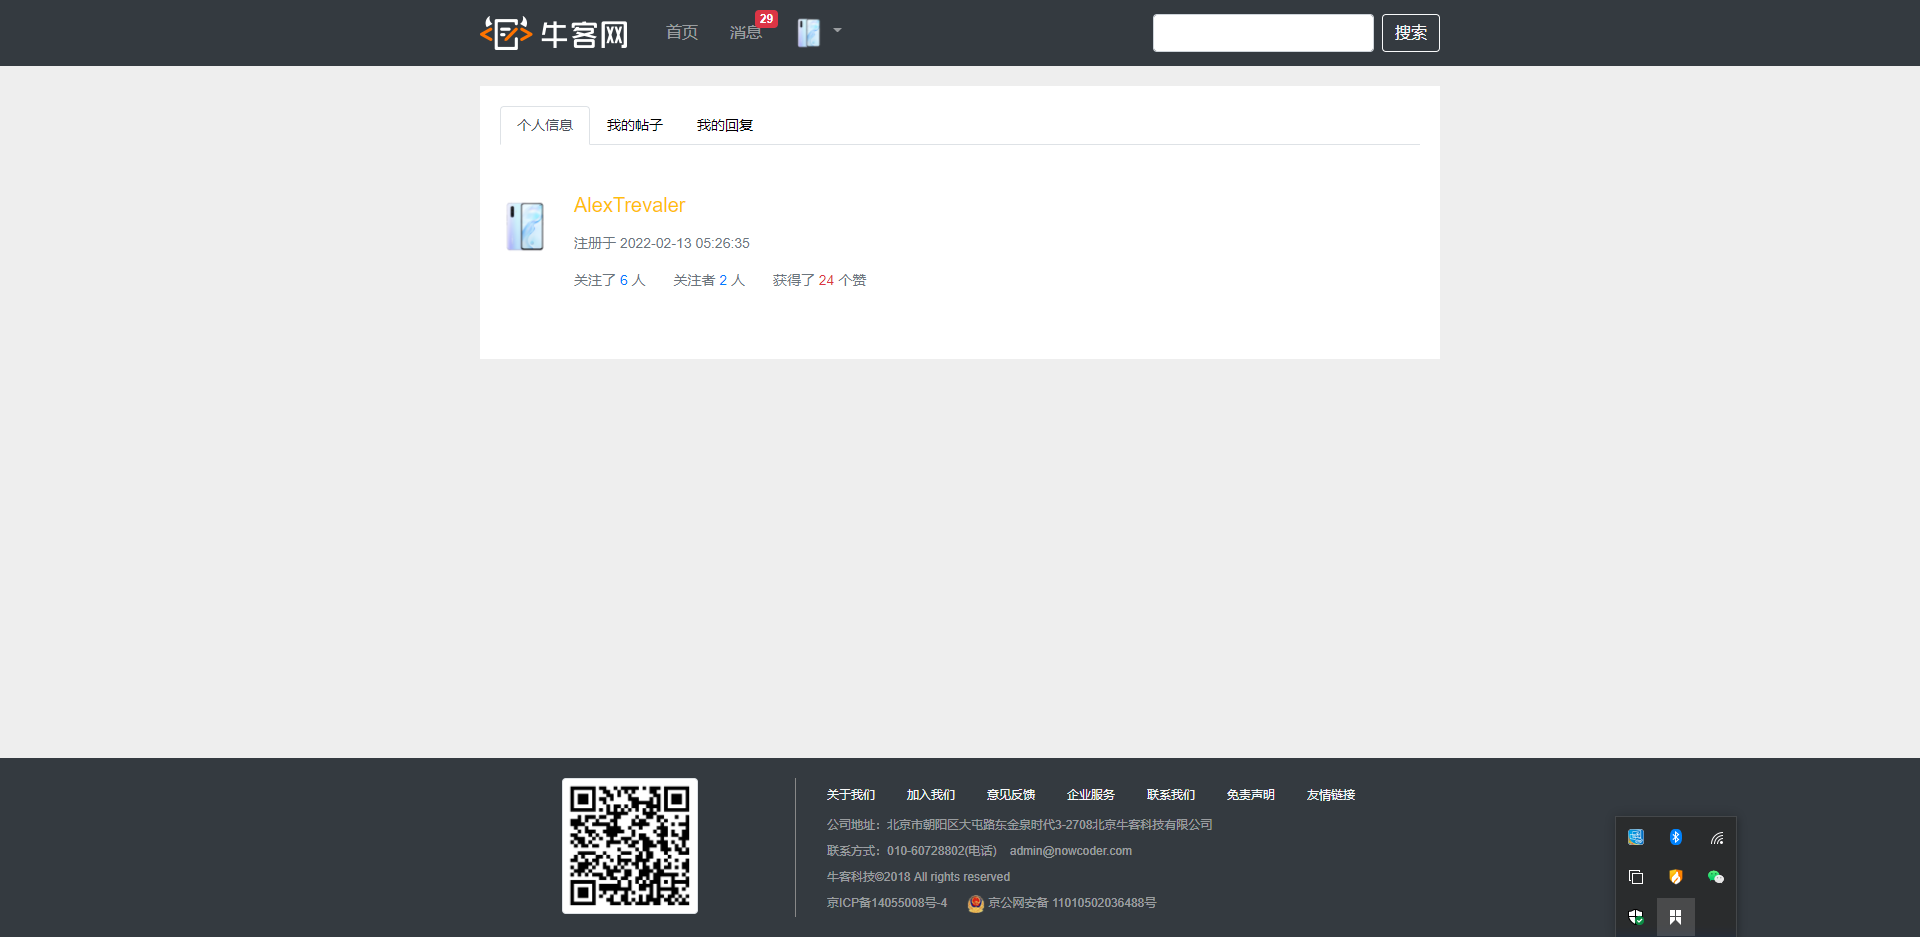 牛客网 首页 消息 29 搜索
个人信息 我的帖子 我的回复
AlexTrevaler
注册于 2022-02-13 05:26:35
关注了 6 人 关注者 2 人 获得了 24 个赞
关于我们 加入我们 意见反馈 企业服务 联系我们 免责声明 友情链接
公司地址：北京市朝阳区大屯路东金泉时代3-2708北京牛客科技有限公司
联系方式：010-60728802(电话) admin@nowcoder.com
牛客科技©2018 All rights reserved
京ICP备14055008号-4 京公网安备 11010502036488号